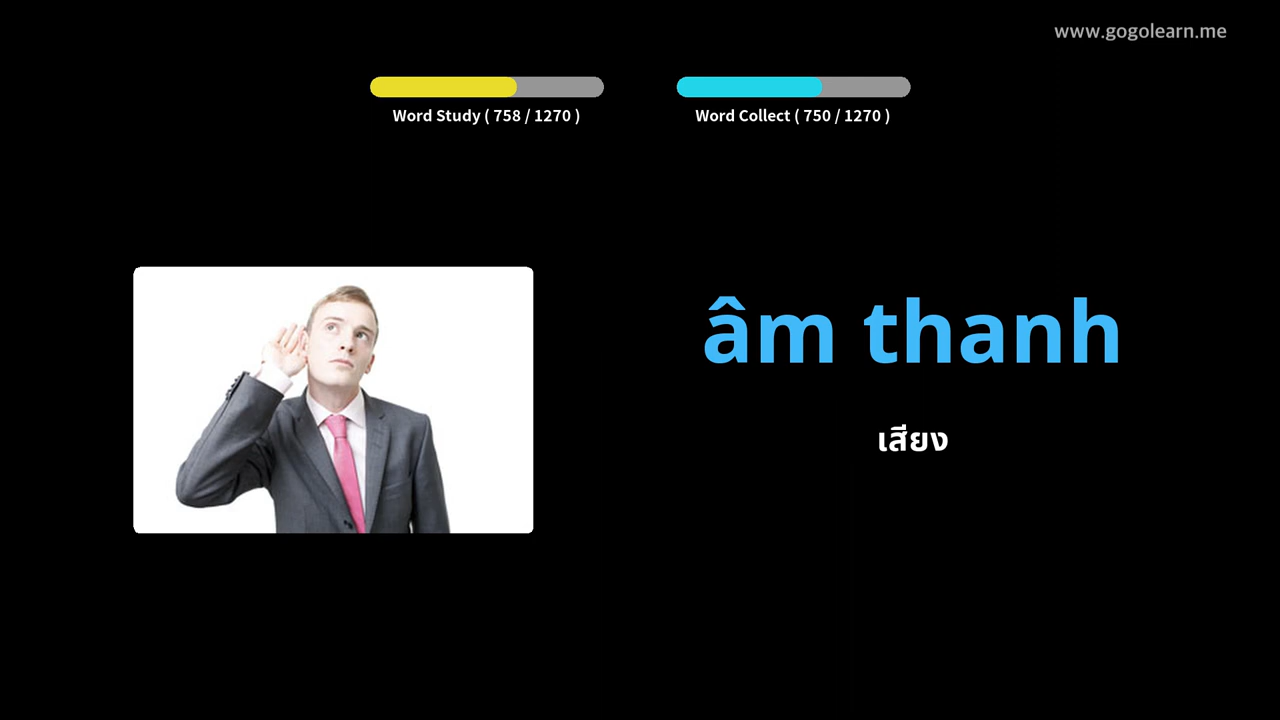 www.gogolearn.me
Word Study ( 758 / 1270 )
Word Collect ( 750 / 1270 )
âm thanh
เสียง